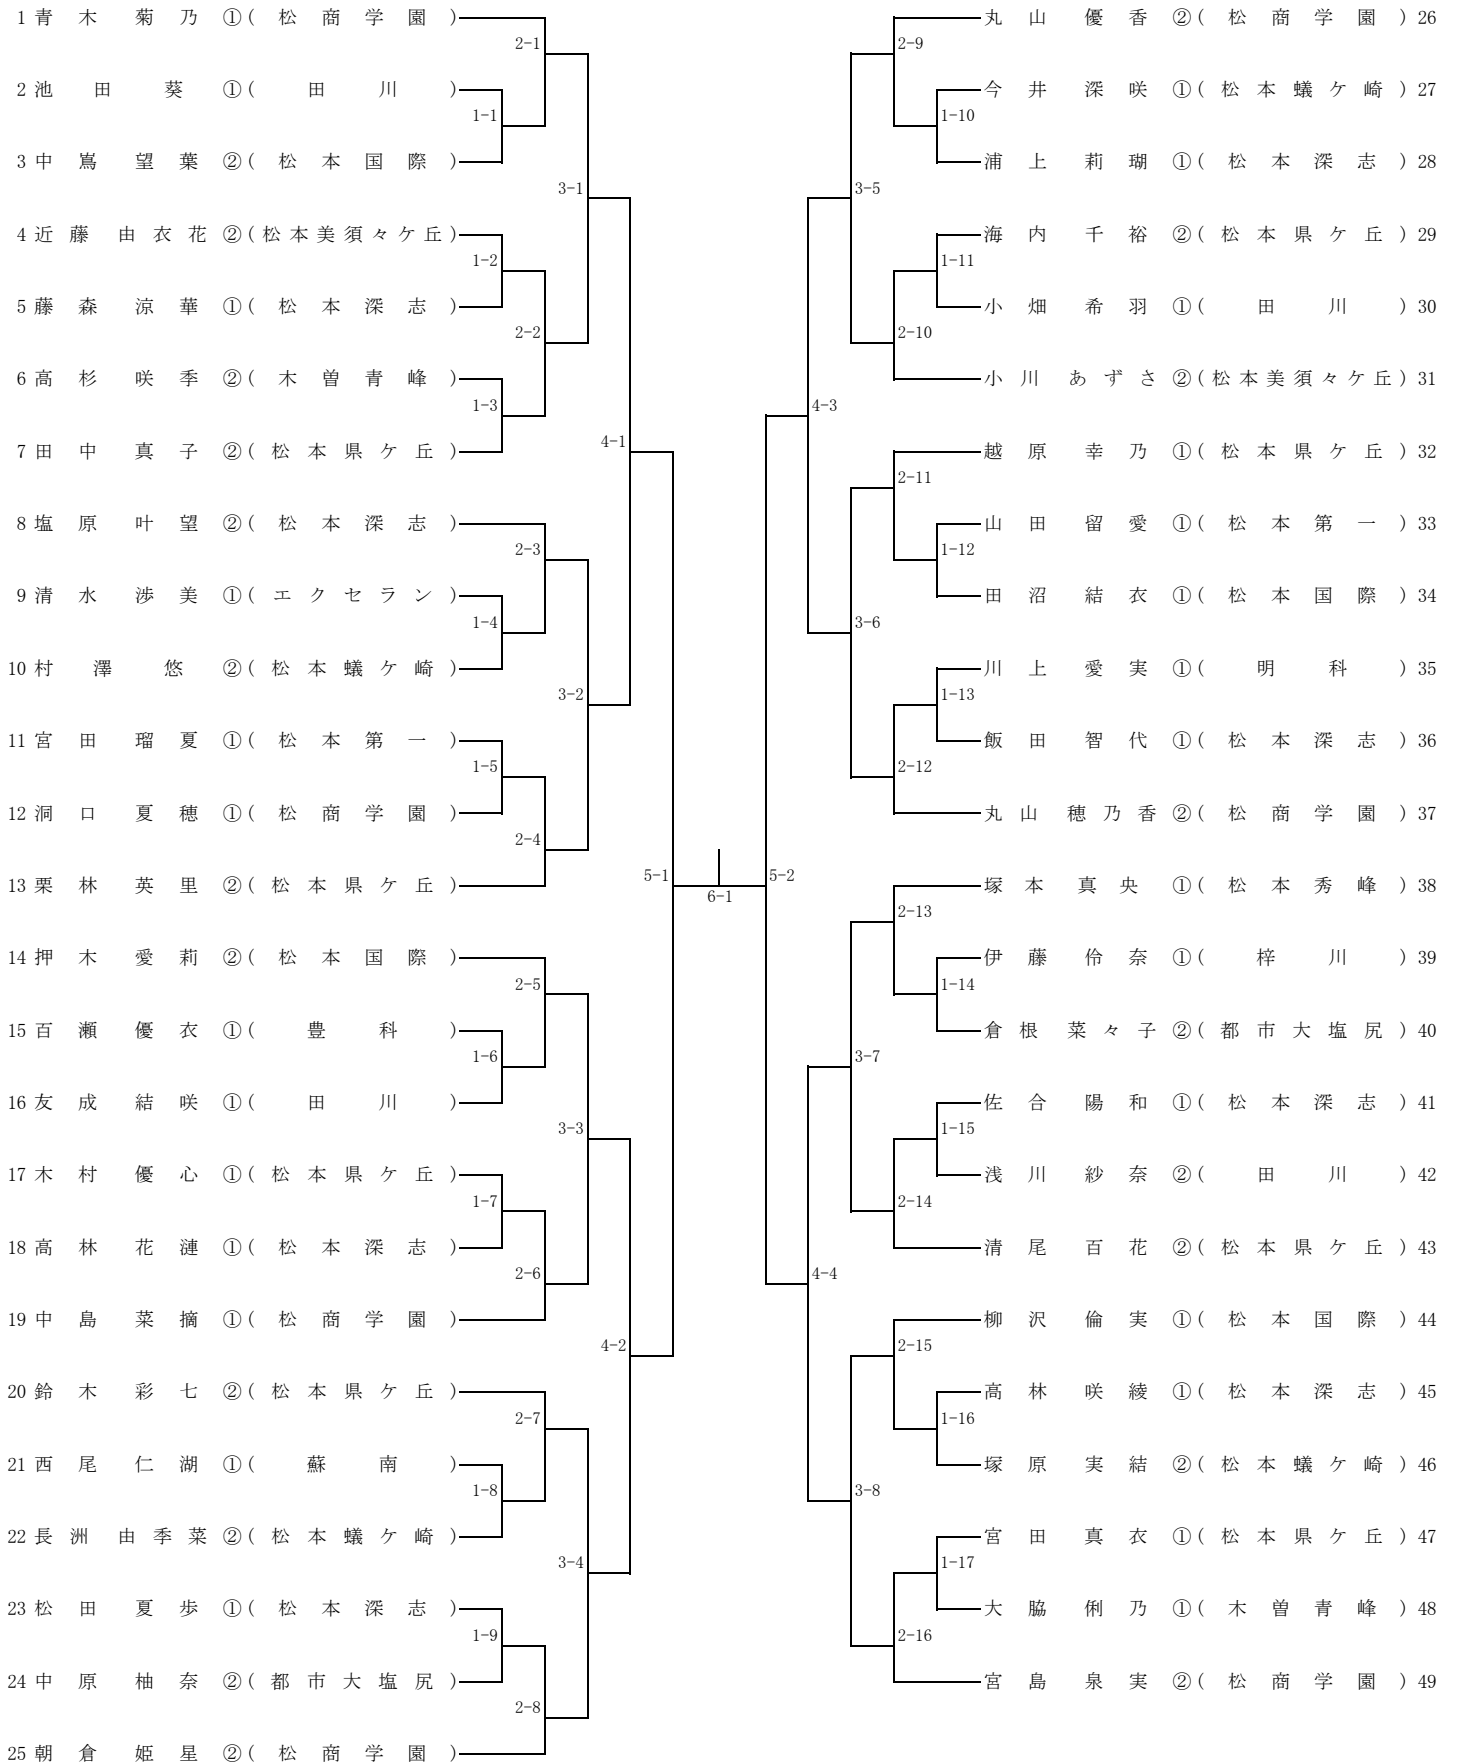 1 青木 菊乃 ①(松商学園)
2-1
2 池田 葵 ①(田川)
1-1
3 中嶌 望葉 ②(松本国際)
3-1
4 近藤 由衣花 ②(松本美須々ケ丘)
1-2
5 藤森 涼華 ①(松本深志)
2-2
6 高杉 咲季 ②(木曽青峰)
1-3
4-1
7 田中 真子 ②(松本県ケ丘)
8 塩原 叶望 ②(松本深志)
2-3
9 清水 渉美 ①(エクセラン)
1-4
10 村澤 悠 ②(松本蟻ケ崎)
3-2
11 宮田 瑠夏 ①(松本第一)
1-5
12 洞口 夏穂 ①(松商学園)
2-4
5-1
13 栗林 英里 ②(松本県ケ丘)
14 押木 愛莉 ②(松本国際)
2-5
15 百瀬 優衣 ①(豊科)
1-6
16 友成 結咲 ①(田川)
3-3
17 木村 優心 ①(松本県ケ丘)
1-7
18 高林 花漣 ①(松本深志)
2-6
19 中島 菜摘 ①(松商学園)
4-2
20 鈴木 彩七 ②(松本県ケ丘)
2-7
21 西尾 仁湖 ①(蘇南)
1-8
22 長洲 由季菜 ②(松本蟻ケ崎)
3-4
23 松田 夏歩 ①(松本深志)
1-9
24 中原 柚奈 ②(都市大塩尻)
2-8
25 朝倉 姫星 ②(松商学園)
6-1
丸山 優香 ②(松商学園) 26
2-9
今井 深咲 ①(松本蟻ケ崎) 27
1-10
浦上 莉瑚 ①(松本深志) 28
3-5
海内 千裕 ②(松本県ケ丘) 29
1-11
小畑 希羽 ①(田川) 30
2-10
小川 あずさ ②(松本美須々ケ丘) 31
4-3
越原 幸乃 ①(松本県ケ丘) 32
2-11
山田 留愛 ①(松本第一) 33
1-12
田沼 結衣 ①(松本国際) 34
3-6
川上 愛実 ①(明科) 35
1-13
飯田 智代 ①(松本深志) 36
2-12
丸山 穂乃香 ②(松商学園) 37
5-2
塚本 真央 ①(松本秀峰) 38
2-13
伊藤 伶奈 ①(梓川) 39
1-14
倉根 菜々子 ②(都市大塩尻) 40
3-7
佐合 陽和 ①(松本深志) 41
1-15
浅川 紗奈 ②(田川) 42
2-14
清尾 百花 ②(松本県ケ丘) 43
4-4
柳沢 倫実 ①(松本国際) 44
2-15
高林 咲綾 ①(松本深志) 45
1-16
塚原 実結 ②(松本蟻ケ崎) 46
3-8
宮田 真衣 ①(松本県ケ丘) 47
1-17
大脇 俐乃 ①(木曽青峰) 48
2-16
宮島 泉実 ②(松商学園) 49